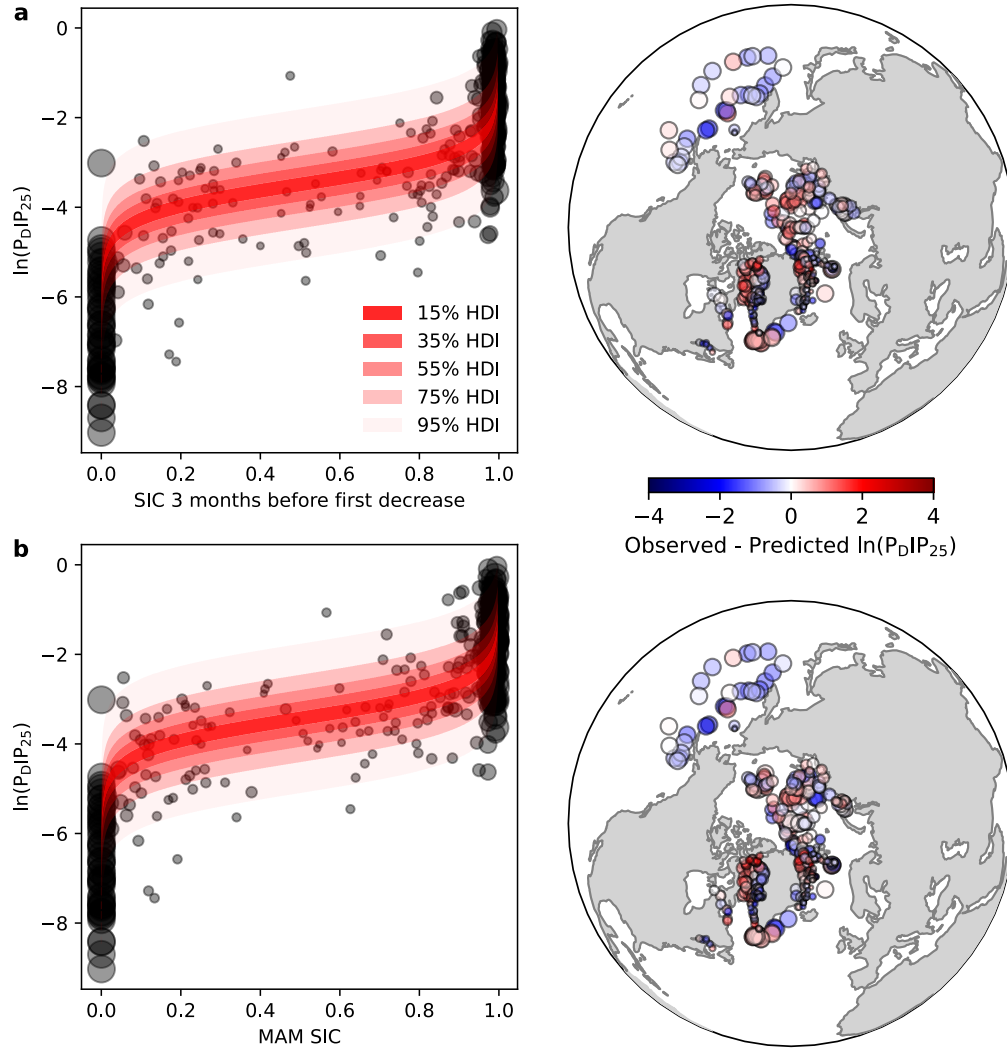 a
0
−2
−4
−6
−8
ln(P_DIP_25)
15% HDI
35% HDI
55% HDI
75% HDI
95% HDI
0.0 0.2 0.4 0.6 0.8 1.0
SIC 3 months before first decrease
−4 −2 0 2 4
Observed - Predicted ln(P_DIP_25)
b
0
−2
−4
−6
−8
ln(P_DIP_25)
0.0 0.2 0.4 0.6 0.8 1.0
MAM SIC